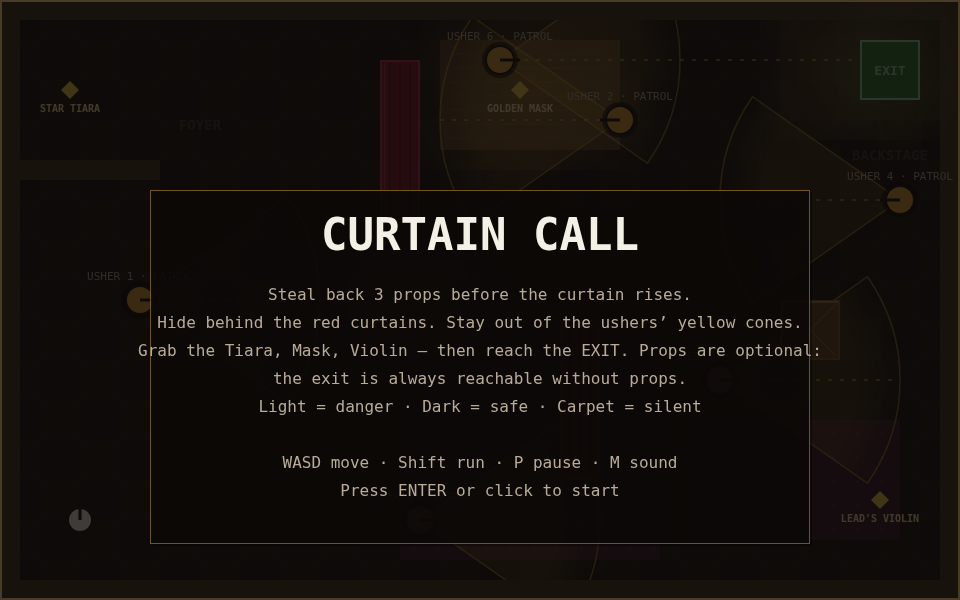 USHER 6 · PATROL
EXIT
STAR TIARA
GOLDEN MASK
USHER 2 · PATROL
FOYER
BACKSTAGE
USHER 4 · PATROL
USHER 1 ·
CURTAIN CALL
Steal back 3 props before the curtain rises.
Hide behind the red curtains. Stay out of the ushers’ yellow cones.
Grab the Tiara, Mask, Violin — then reach the EXIT. Props are optional:
the exit is always reachable without props.
Light = danger · Dark = safe · Carpet = silent
WASD move · Shift run · P pause · M sound
Press ENTER or click to start
LEAD'S VIOLIN